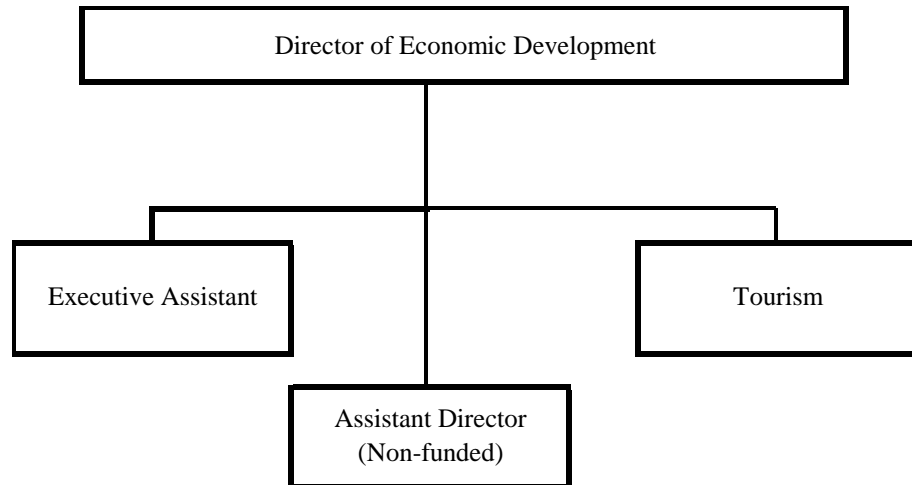 Director of Economic Development
Executive Assistant
Tourism
Assistant Director
(Non-funded)